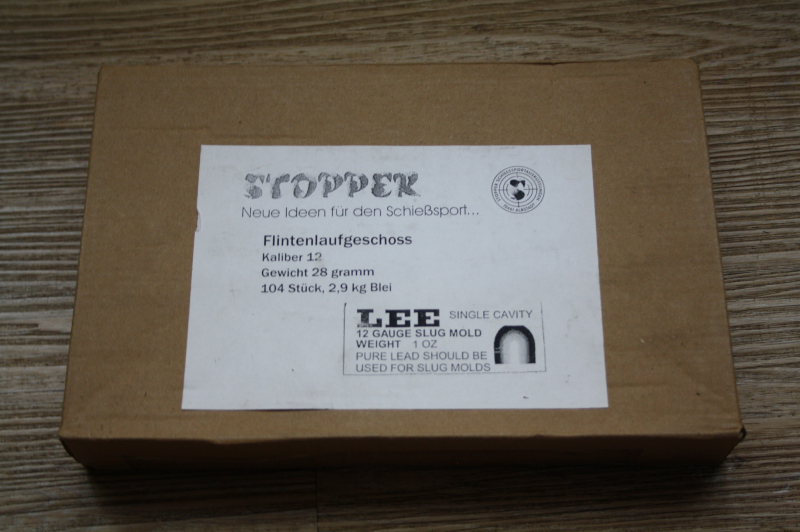 STOPPER
Neue Ideen für den Schießsport...
Flintenlaufgeschoss
Kaliber 12
Gewicht 28 gramm
104 Stück, 2,9 kg Blei
LEE SINGLE CAVITY
12 GAUGE SLUG MOLD
WEIGHT 1 OZ
PURE LEAD SHOULD BE
USED FOR SLUG MOLDS